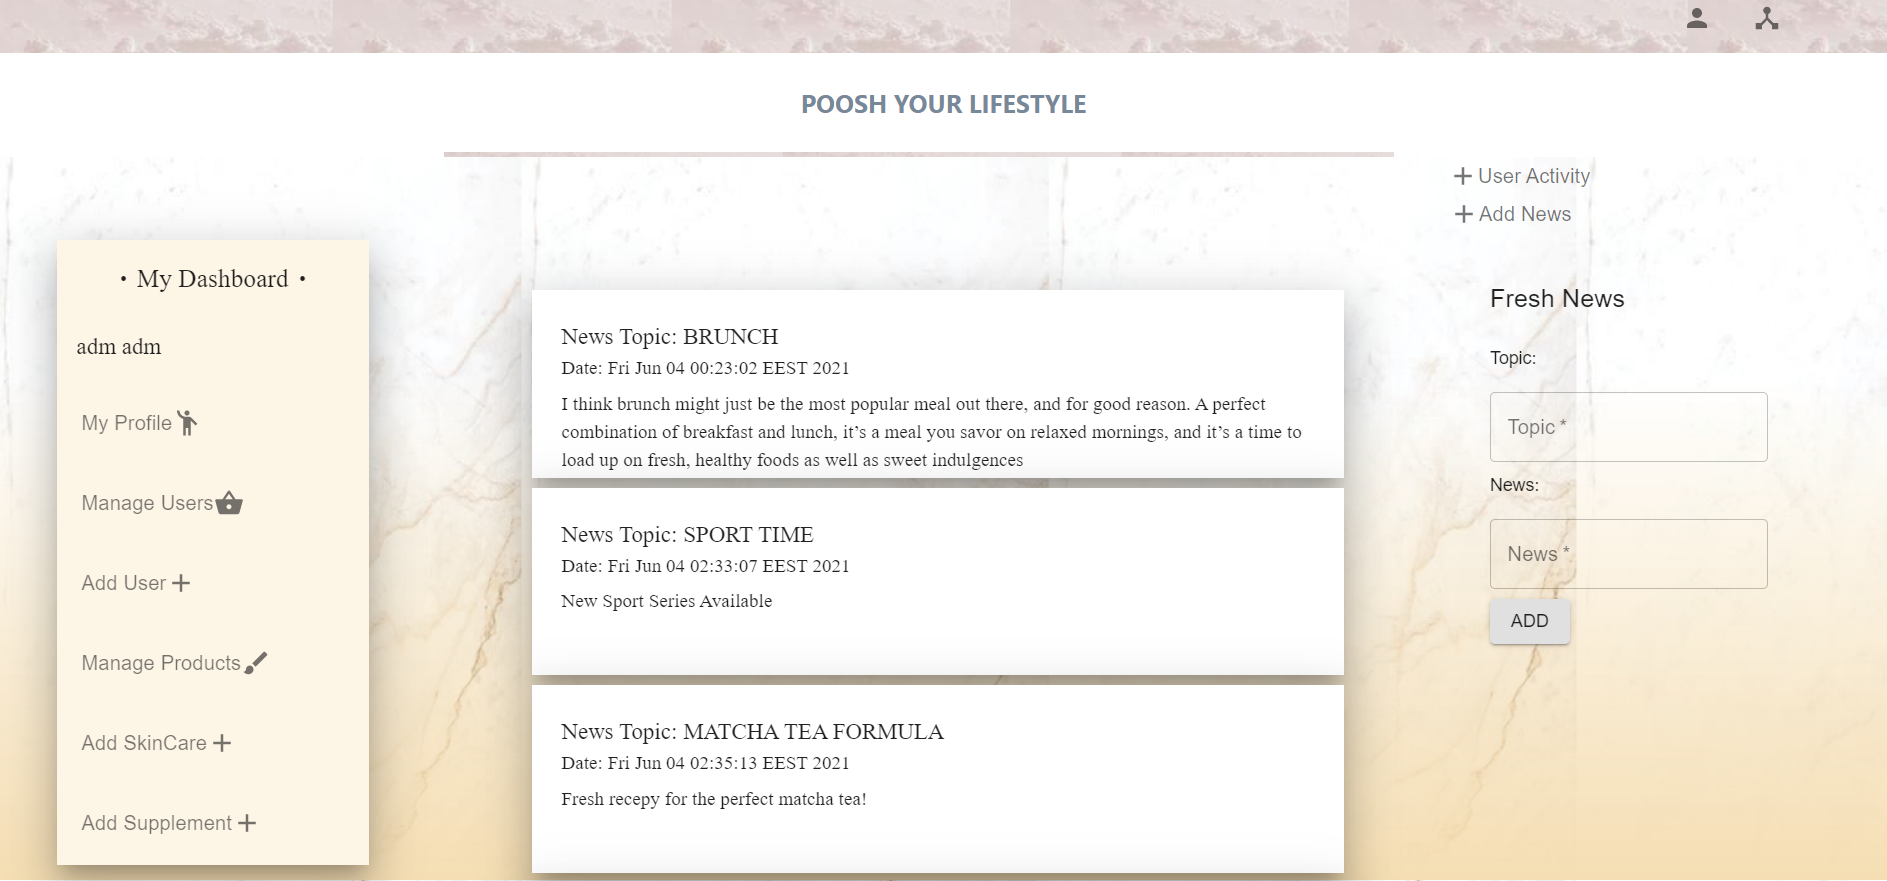 POOSH YOUR LIFESTYLE
• My Dashboard •
adm adm
My Profile
Manage Users
Add User
Manage Products
Add SkinCare
Add Supplement
News Topic: BRUNCH
Date: Fri Jun 04 00:23:02 EEST 2021
I think brunch might just be the most popular meal out there, and for good reason. A perfect
combination of breakfast and lunch, it’s a meal you savor on relaxed mornings, and it’s a time to
load up on fresh, healthy foods as well as sweet indulgences
News Topic: SPORT TIME
Date: Fri Jun 04 02:33:07 EEST 2021
New Sport Series Available
News Topic: MATCHA TEA FORMULA
Date: Fri Jun 04 02:35:13 EEST 2021
Fresh recepy for the perfect matcha tea!
User Activity
Add News
Fresh News
Topic:
Topic *
News:
News *
ADD